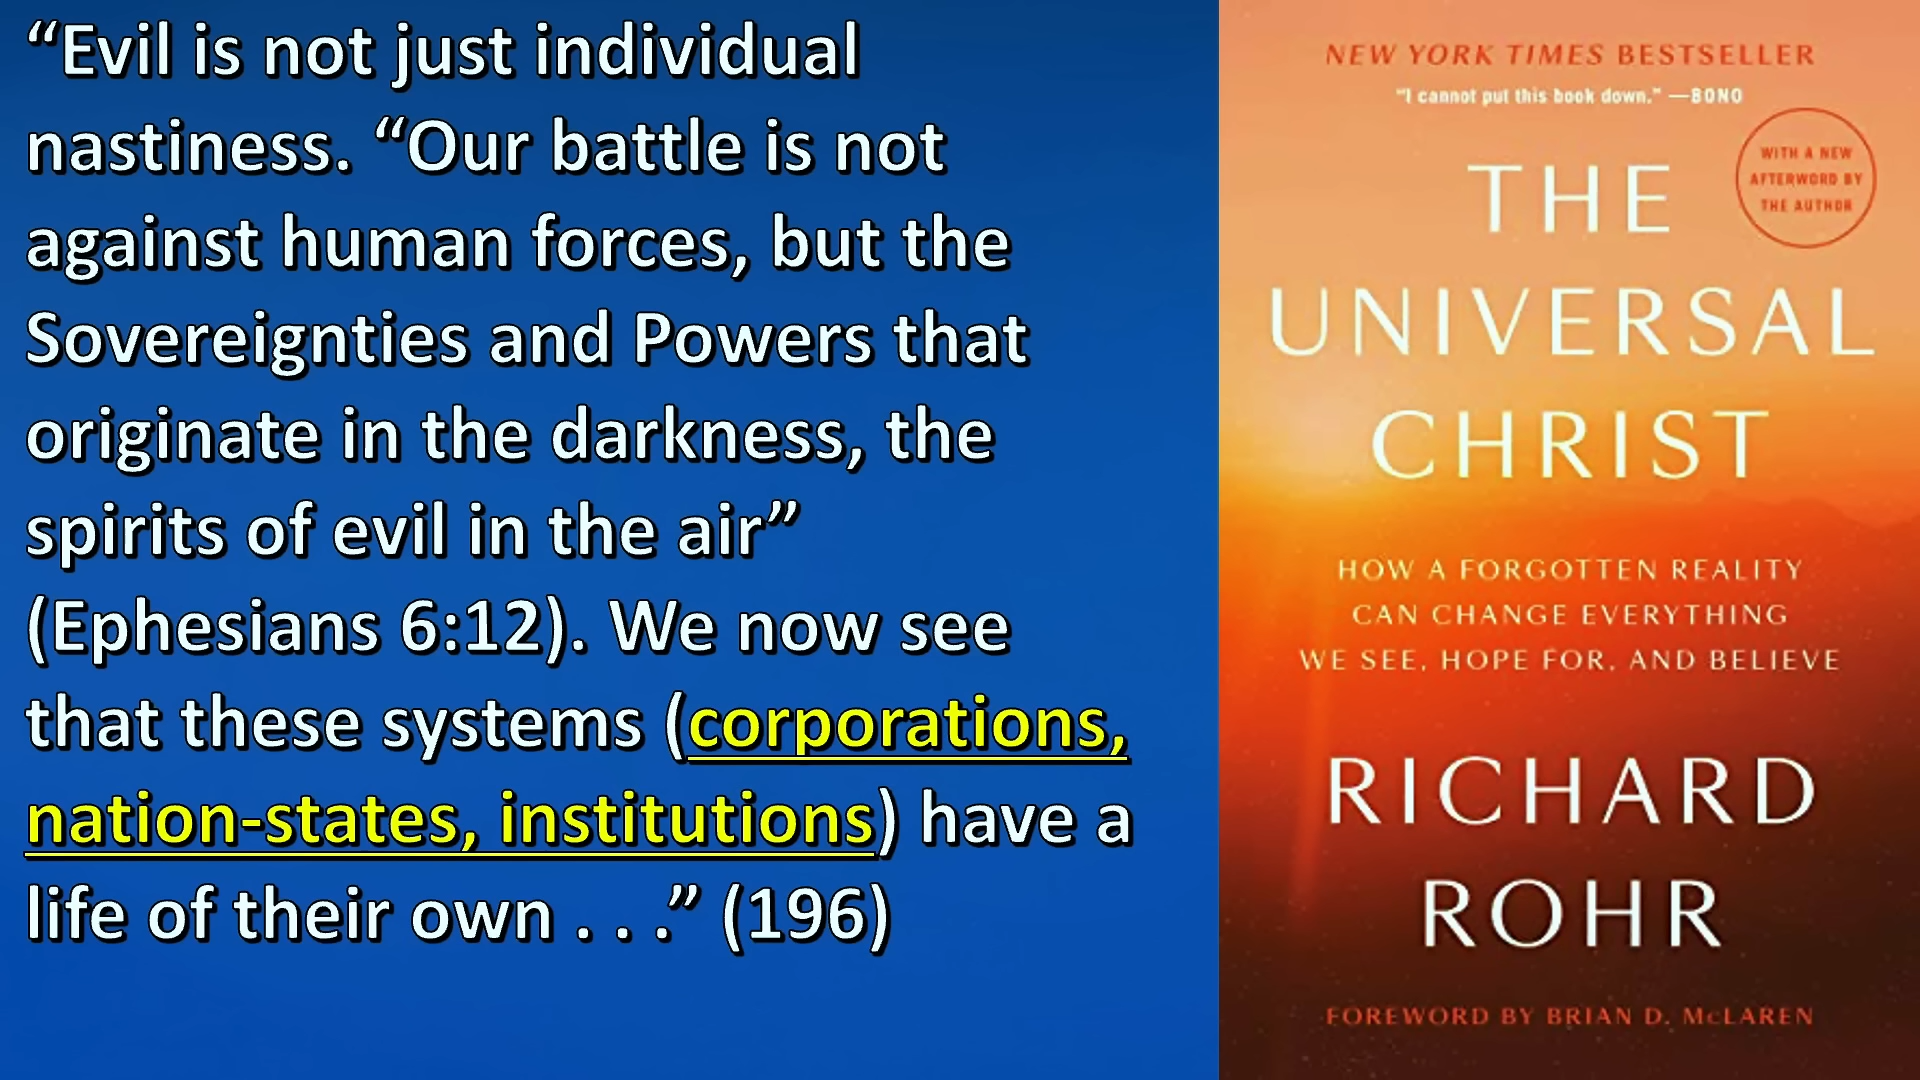 “Evil is not just individual
nastiness. “Our battle is not
against human forces, but the
Sovereignties and Powers that
originate in the darkness, the
spirits of evil in the air”
(Ephesians 6:12). We now see
that these systems (corporations,
nation-states, institutions) have a
life of their own . . .” (196)
NEW YORK TIMES BESTSELLER
"I cannot put this book down." —BONO
WITH A NEW
AFTERWORD BY
THE AUTHOR
THE
UNIVERSAL
CHRIST
HOW A FORGOTTEN REALITY
CAN CHANGE EVERYTHING
WE SEE, HOPE FOR, AND BELIEVE
RICHARD
ROHR
FOREWORD BY BRIAN D. McLAREN